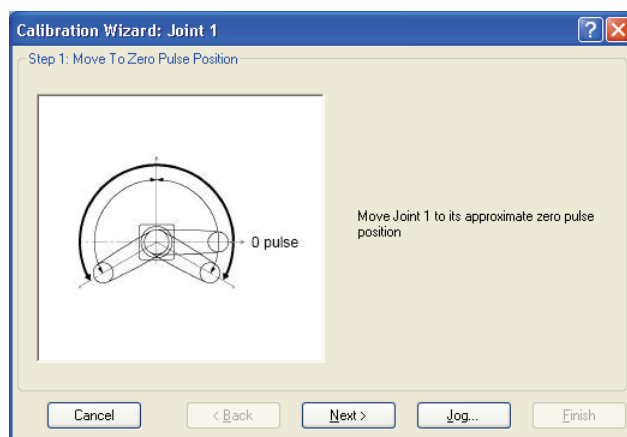 Calibration Wizard: Joint 1
Step 1: Move To Zero Pulse Position
0 pulse
Move Joint 1 to its approximate zero pulse
position
Cancel
< Back
Next >
Jog...
Finish